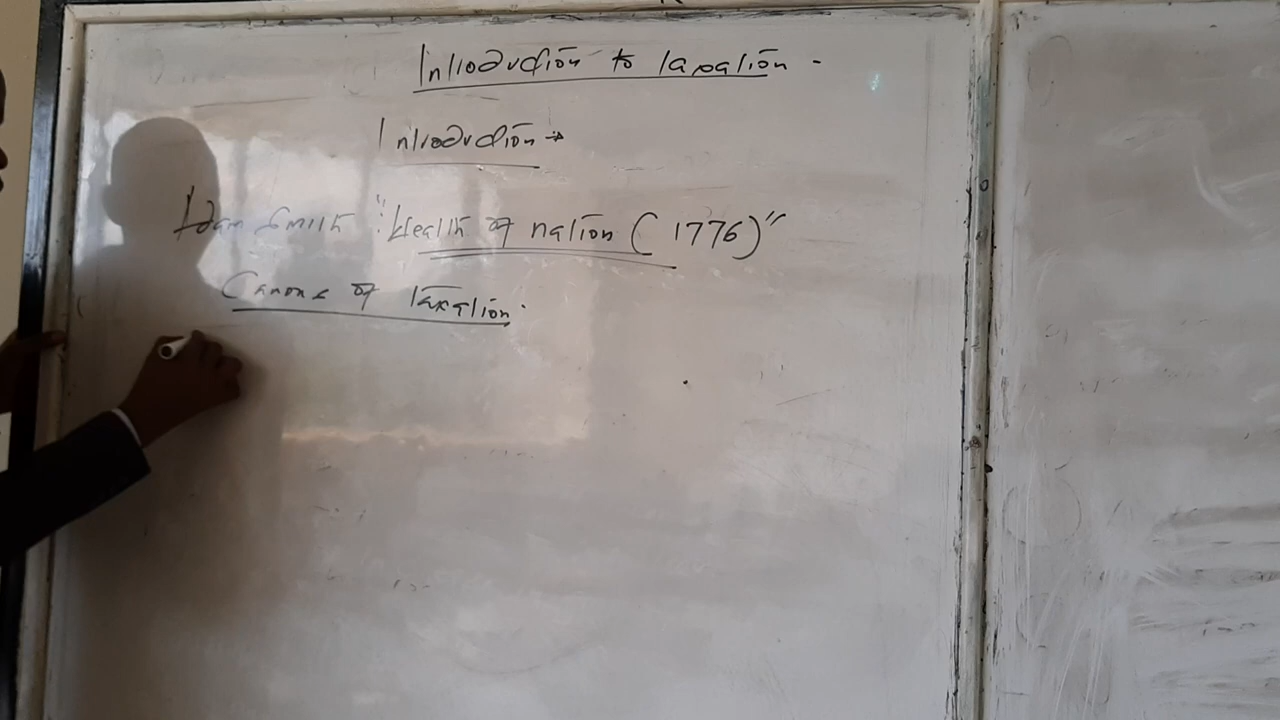 Introduction to taxation -
Introduction
Adam Smith "Wealth of nation (1776)"
Canons of taxation.